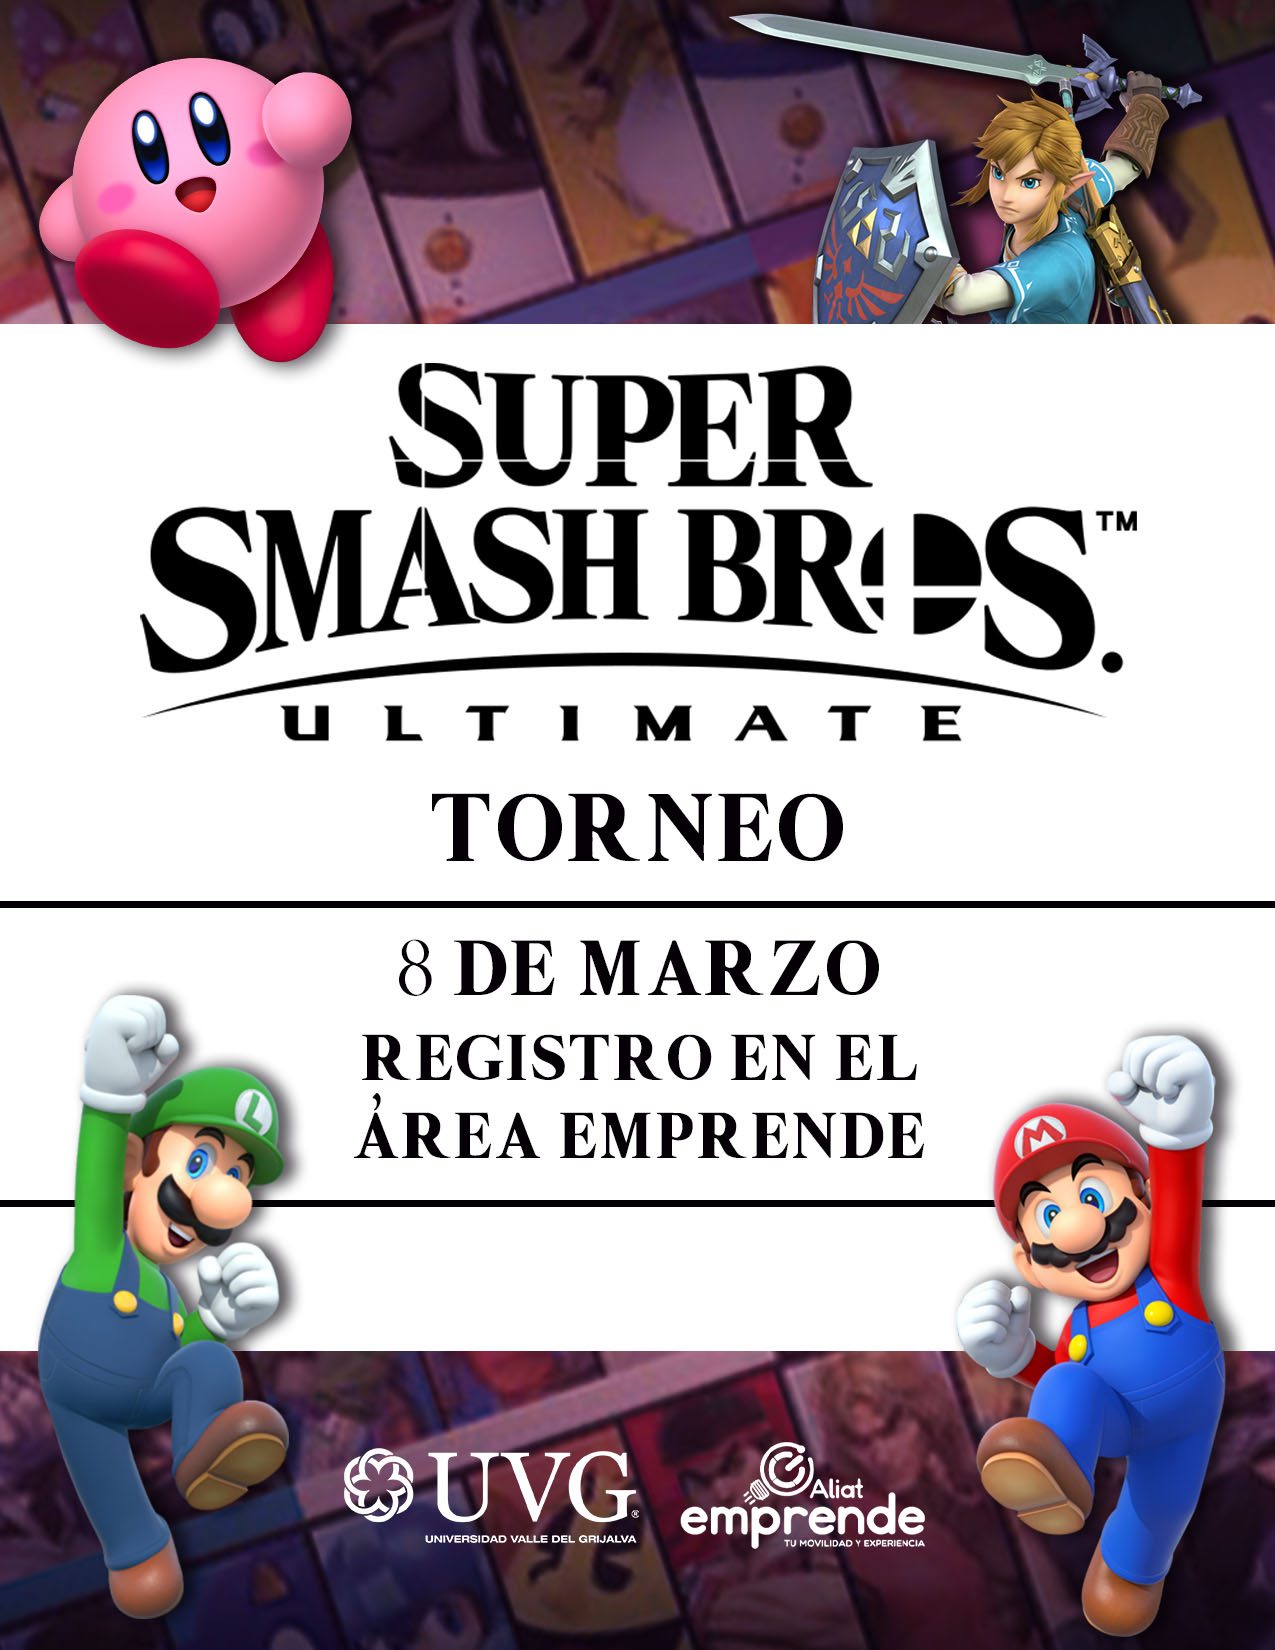 SUPER
SMASH BROS.™
ULTIMATE
TORNEO
8 DE MARZO
REGISTRO EN EL
ÁREA EMPRENDE
L
M
UVG®
UNIVERSIDAD VALLE DEL GRIJALVA
Aliat
emprende
TU MOVILIDAD Y EXPERIENCIA